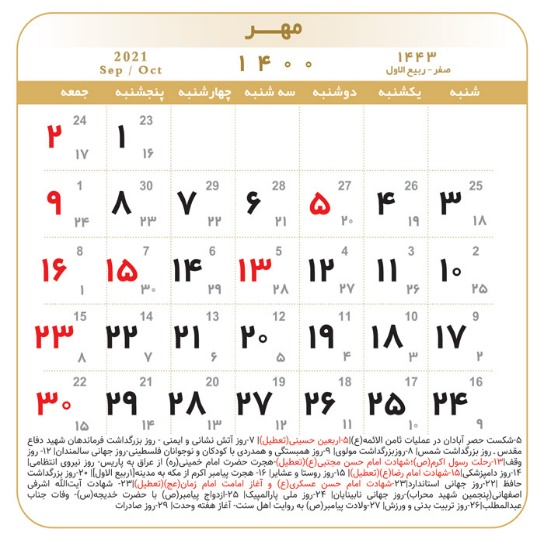 مهر
۱۴۴۳
صفر - ربیع الاول
۱۴۰۰
2021
Sep / Oct
شنبه یکشنبه دوشنبه سه شنبه چهارشنبه پنجشنبه جمعه
23 24
۱ ۲
۱۶ ۱۷
25 26 27 28 29 30 1
۳ ۴ ۵ ۶ ۷ ۸ ۹
۱۸ ۱۹ ۲۰ ۲۱ ۲۲ ۲۳ ۲۴
2 3 4 5 6 7 8
۱۰ ۱۱ ۱۲ ۱۳ ۱۴ ۱۵ ۱۶
۲۵ ۲۶ ۲۷ ۲۸ ۲۹ ۳۰ ۱
9 10 11 12 13 14 15
۱۷ ۱۸ ۱۹ ۲۰ ۲۱ ۲۲ ۲۳
۲ ۳ ۴ ۵ ۶ ۷ ۸
16 17 18 19 20 21 22
۲۴ ۲۵ ۲۶ ۲۷ ۲۸ ۲۹ ۳۰
۹ ۱۰ ۱۱ ۱۲ ۱۳ ۱۴ ۱۵
۵-شکست حصر آبادان در عملیات ثامن الائمه(ع)|۵-اربعین حسینی(تعطیل)| ۷-روز آتش نشانی و ایمنی - روز بزرگداشت فرماندهان شهید دفاع
مقدس ـ روز بزرگداشت شمس| ۸-روزبزرگداشت مولوی| ۹-روز همبستگی و همدردی با کودکان و نوجوانان فلسطینی-روز جهانی سالمندان| ۱۲- روز
وقف|۱۳-رحلت رسول اکرم(ص)؛شهادت امام حسن مجتبی(ع)(تعطیل)-هجرت حضرت امام خمینی(ره) از عراق به پاریس- روز نیروی انتظامی|
۱۴-روز دامپزشکی|۱۵-شهادت امام رضا(ع)(تعطیل)| ۱۵-روز روستا و عشایر| ۱۶- هجرت پیامبر اکرم از مکه به مدینه|(ربیع الاول)| ۲۰-روز بزرگداشت
حافظ |۲۲-روز جهانی استاندارد|۲۳-شهادت امام حسن عسکری(ع) و آغاز امامت امام زمان(عج)(تعطیل)|۲۳- شهادت آیت‌الله اشرفی
اصفهانی(پنجمین شهید محراب)-روز جهانی نابینایان| ۲۴-روز ملی پارالمپیک| ۲۵-ازدواج پیامبر(ص) با حضرت خدیجه(س)- وفات جناب
عبدالمطلب|۲۶-روز تربیت بدنی و ورزش| ۲۷-ولادت پیامبر(ص) به روایت اهل سنت- آغاز هفته وحدت| ۲۹-روز صادرات